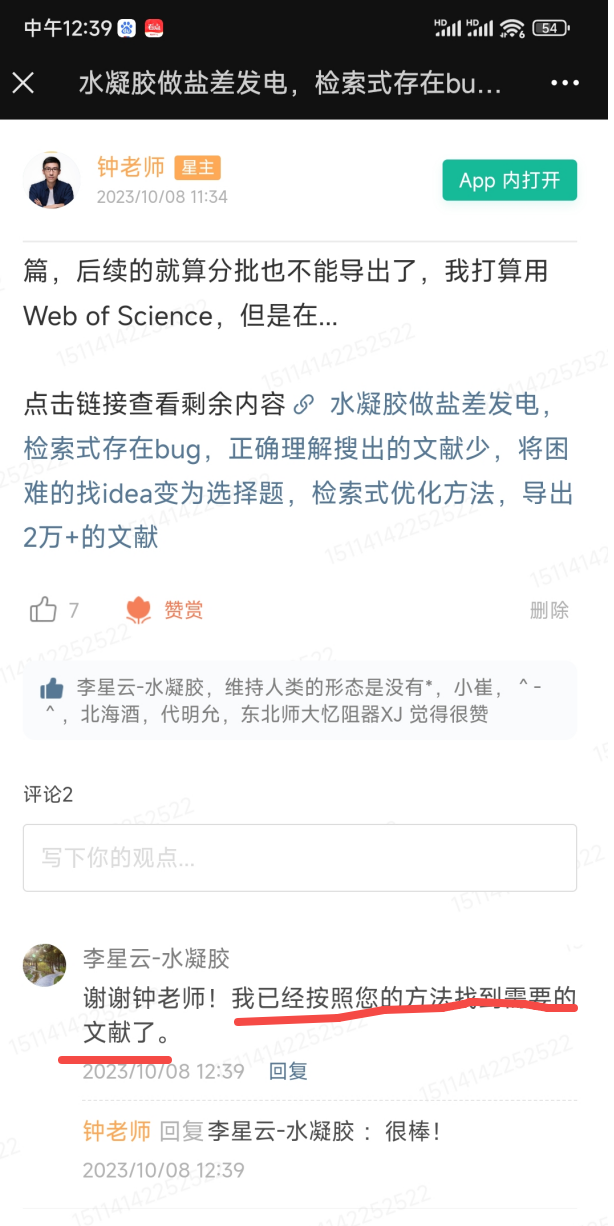 中午12:39
HD HD 6 54
水凝胶做盐差发电，检索式存在bu...
钟老师 星主
2023/10/08 11:34
App 内打开
篇，后续的就算分批也不能导出了，我打算用
Web of Science，但是在...
点击链接查看剩余内容 水凝胶做盐差发电，
检索式存在bug，正确理解搜出的文献少，将困
难的找idea变为选择题，检索式优化方法，导出
2万+的文献
7 赞赏 删除
李星云-水凝胶，维持人类的形态是没有*，小崔，^ -
^，北海酒，代明允，东北师大忆阻器XJ 觉得很赞
评论2
写下你的观点...
李星云-水凝胶
谢谢钟老师！我已经按照您的方法找到需要的
文献了。
2023/10/08 12:39 回复
钟老师 回复李星云-水凝胶 ：很棒！
2023/10/08 12:39
15114142252522